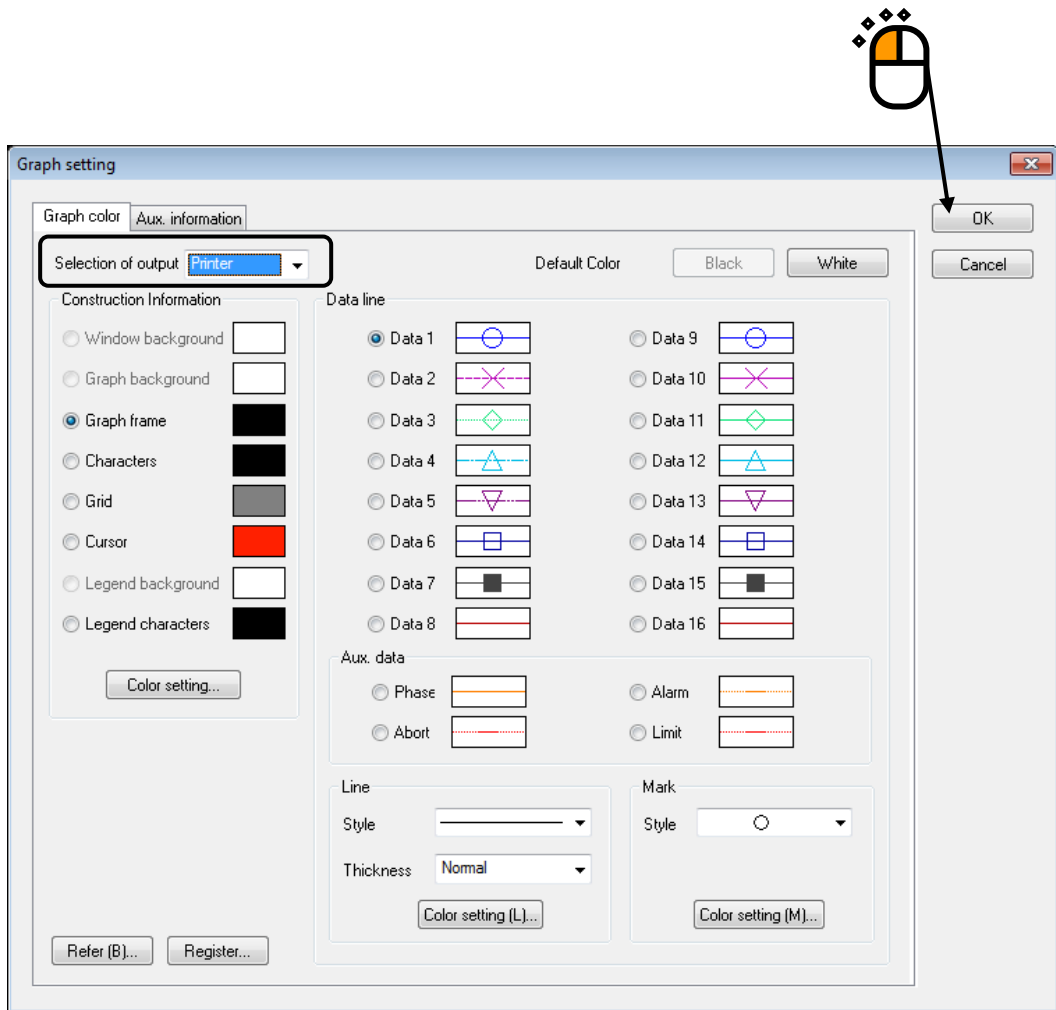 Graph setting
Graph color
Aux. information
OK
Selection of output Printer
Default Color
Black
White
Cancel
Construction Information
Window background
Graph background
Graph frame
Characters
Grid
Cursor
Legend background
Legend characters
Color setting...
Data line
Data 1
Data 9
Data 2
Data 10
Data 3
Data 11
Data 4
Data 12
Data 5
Data 13
Data 6
Data 14
Data 7
Data 15
Data 8
Data 16
Aux. data
Phase
Alarm
Abort
Limit
Line
Style
Thickness Normal
Color setting (L)...
Mark
Style
Color setting (M)...
Refer (B)...
Register...